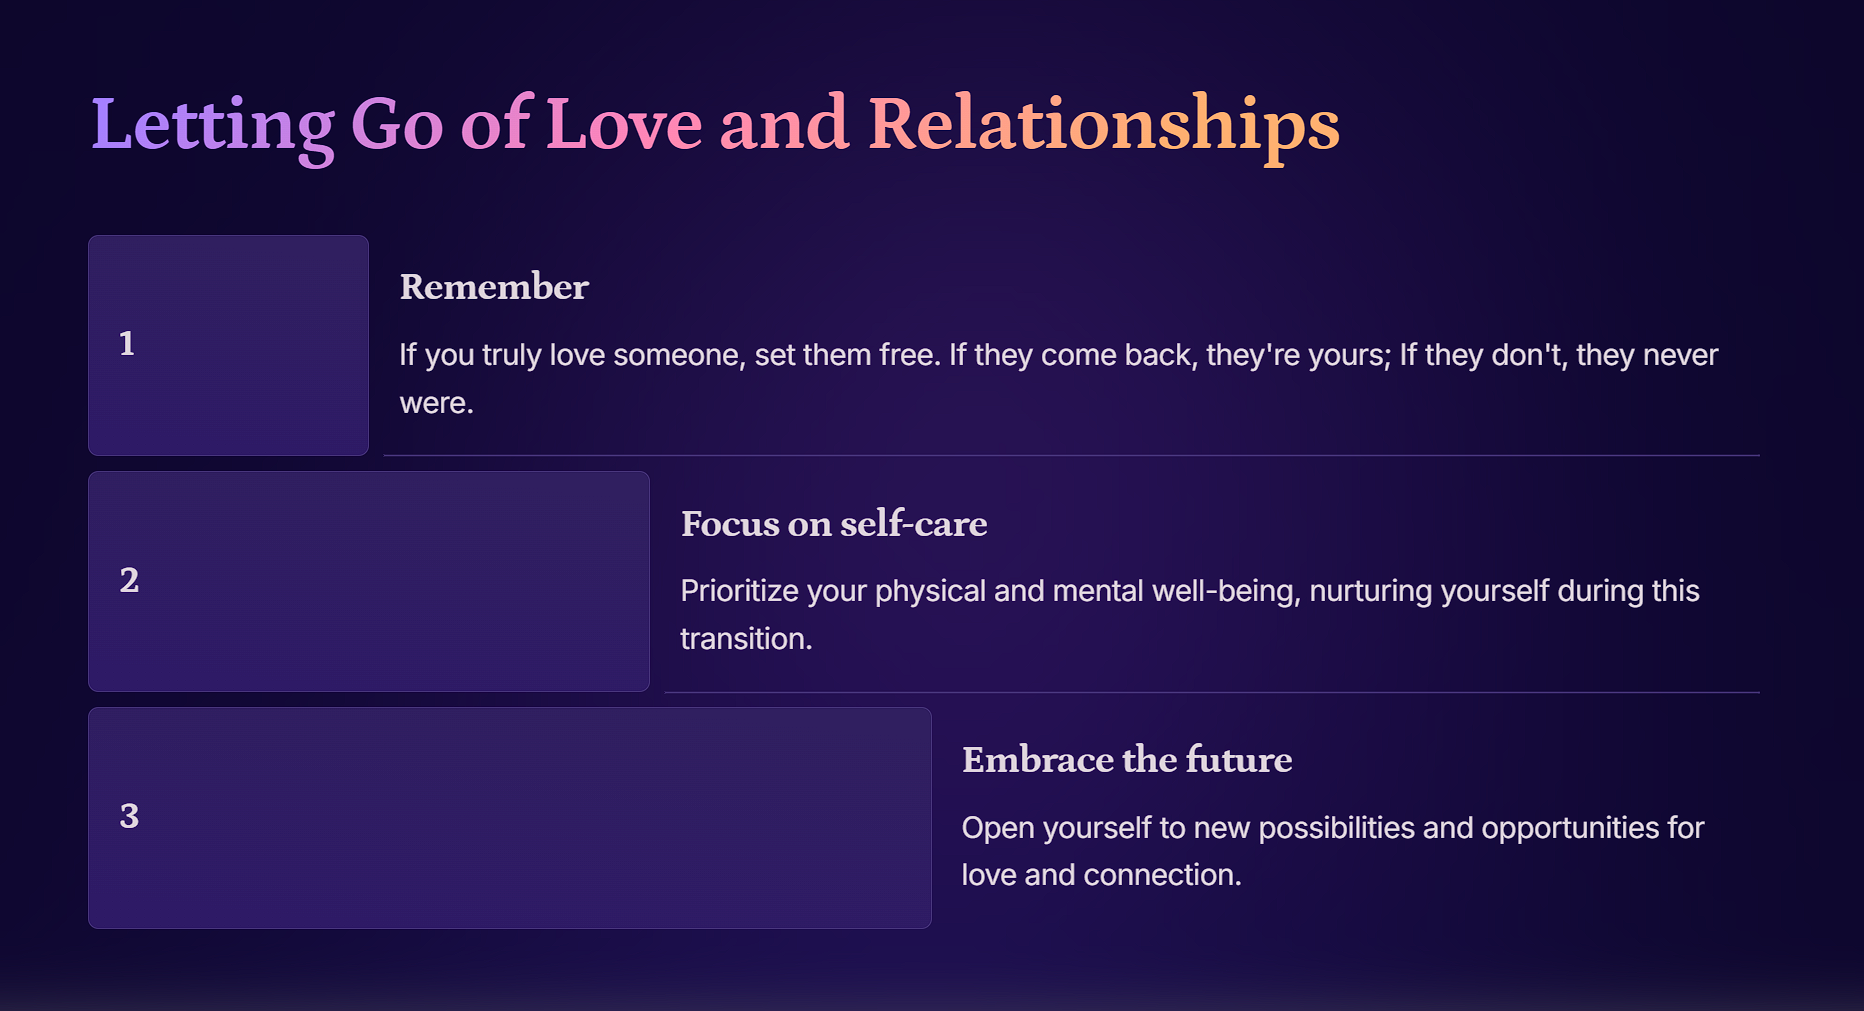 Letting Go of Love and Relationships
1
Remember
If you truly love someone, set them free. If they come back, they're yours; If they don't, they never
were.
2
Focus on self-care
Prioritize your physical and mental well-being, nurturing yourself during this
transition.
3
Embrace the future
Open yourself to new possibilities and opportunities for
love and connection.